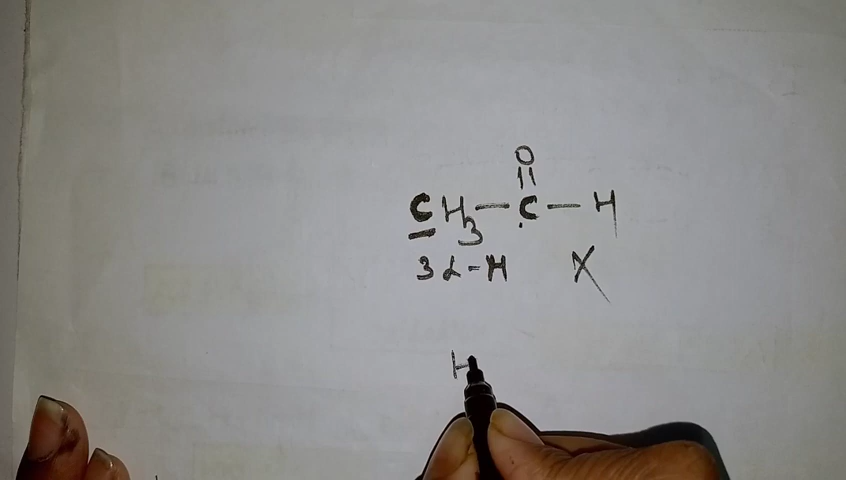 O
||
CH3—C—H
3α-H X
H